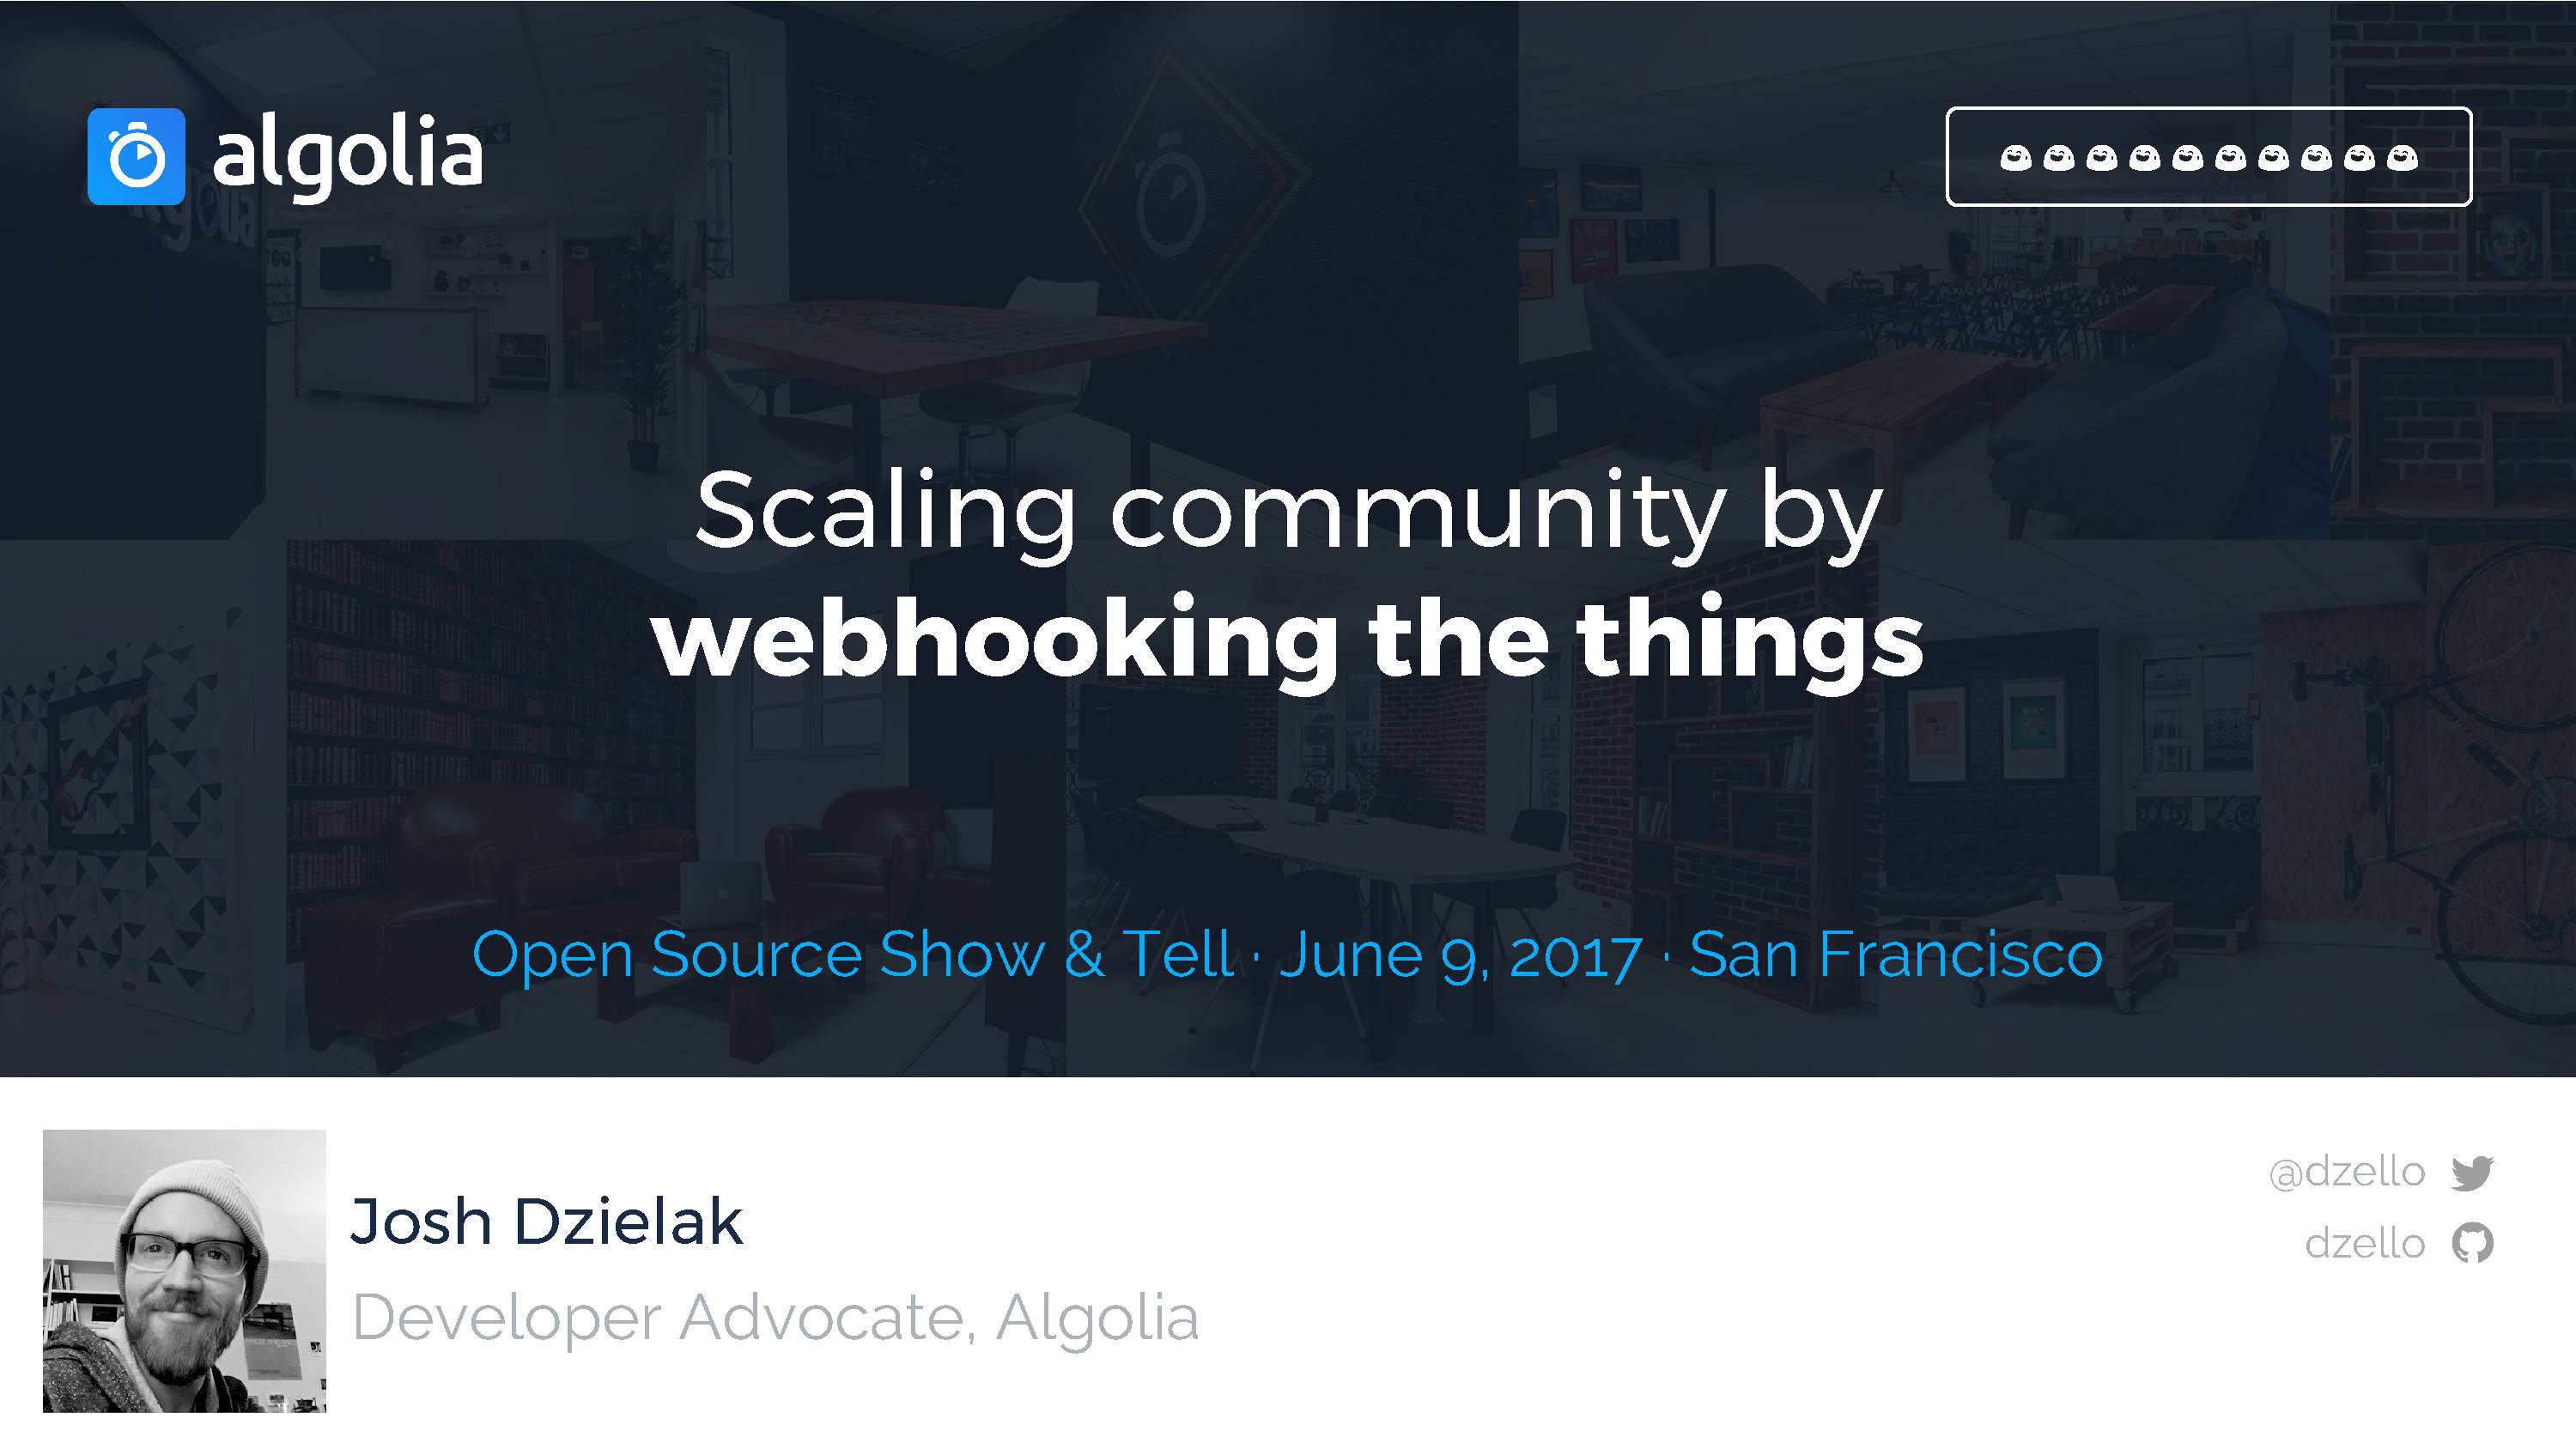 algolia
Scaling community by
webhooking the things
Open Source Show & Tell · June 9, 2017 · San Francisco
Josh Dzielak
Developer Advocate, Algolia
@dzello
dzello